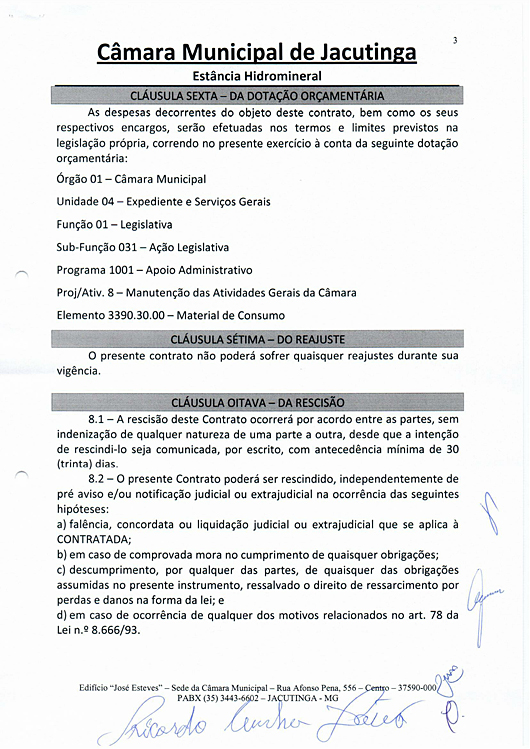 3
Câmara Municipal de Jacutinga
Estância Hidromineral
CLÁUSULA SEXTA – DA DOTAÇÃO ORÇAMENTÁRIA
As despesas decorrentes do objeto deste contrato, bem como os seus
respectivos encargos, serão efetuadas nos termos e limites previstos na
legislação própria, correndo no presente exercício à conta da seguinte dotação
orçamentária:
Órgão 01 – Câmara Municipal
Unidade 04 – Expediente e Serviços Gerais
Função 01 – Legislativa
Sub-Função 031 – Ação Legislativa
Programa 1001 – Apoio Administrativo
Proj/Ativ. 8 – Manutenção das Atividades Gerais da Câmara
Elemento 3390.30.00 – Material de Consumo
CLÁUSULA SÉTIMA – DO REAJUSTE
O presente contrato não poderá sofrer quaisquer reajustes durante sua
vigência.
CLÁUSULA OITAVA – DA RESCISÃO
8.1 – A rescisão deste Contrato ocorrerá por acordo entre as partes, sem
indenização de qualquer natureza de uma parte a outra, desde que a intenção
de rescindi-lo seja comunicada, por escrito, com antecedência mínima de 30
(trinta) dias.
8.2 – O presente Contrato poderá ser rescindido, independentemente de
pré aviso e/ou notificação judicial ou extrajudicial na ocorrência das seguintes
hipóteses:
a) falência, concordata ou liquidação judicial ou extrajudicial que se aplica à
CONTRATADA;
b) em caso de comprovada mora no cumprimento de quaisquer obrigações;
c) descumprimento, por qualquer das partes, de quaisquer das obrigações
assumidas no presente instrumento, ressalvado o direito de ressarcimento por
perdas e danos na forma da lei; e
d) em caso de ocorrência de qualquer dos motivos relacionados no art. 78 da
Lei n.º 8.666/93.
Edifício “José Esteves” – Sede da Câmara Municipal – Rua Afonso Pena, 556 – Centro – 37590-000
PABX (35) 3443-6602 – JACUTINGA - MG
Ricardo